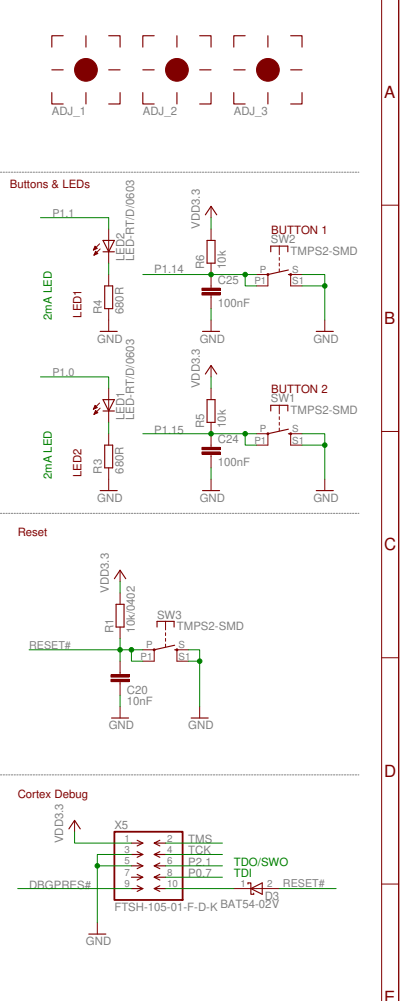 A
ADJ_1
ADJ_2
ADJ_3
Buttons & LEDs
P1.1
LED2
LED-RT/D/0603
2mA LED
LED1
R4
680R
GND
VDD3.3
R6
10k
P1.14
C25
100nF
GND
BUTTON 1
SW2
TMPS2-SMD
P
S
P1
S1
GND
B
P1.0
LED1
LED-RT/D/0603
2mA LED
LED2
R3
680R
GND
VDD3.3
R5
10k
P1.15
C24
100nF
GND
BUTTON 2
SW1
TMPS2-SMD
P
S
P1
S1
GND
Reset
C
VDD3.3
R1
10k/0402
RESET#
C20
10nF
GND
SW3
TMPS2-SMD
P
S
P1
S1
GND
D
Cortex Debug
VDD3.3
X5
1 2 TMS
3 4 TCK
5 6 P2.1 TDO/SWO
7 8 P0.7 TDI
DBGPRES# 9 10 1 2 RESET#
D3
FTSH-105-01-F-D-K
BAT54-02V
GND
E